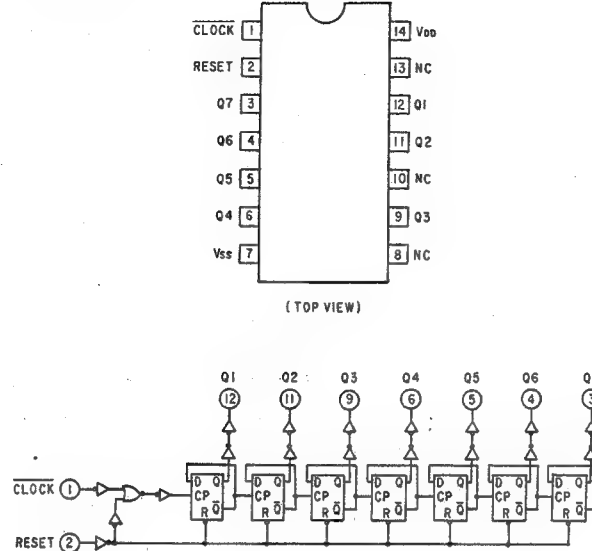 CLOCK 1 14 VDD
RESET 2 13 NC
Q7 3 12 Q1
Q6 4 11 Q2
Q5 5 10 NC
Q4 6 9 Q3
VSS 7 8 NC
(TOP VIEW)
Q1 Q2 Q3 Q4 Q5 Q6 Q
12 11 9 6 5 4 3
D Q D Q D Q D Q D Q D Q D Q
CLOCK 1 CP CP CP CP CP CP CP
R Q R Q R Q R Q R Q R Q R Q
RESET 2